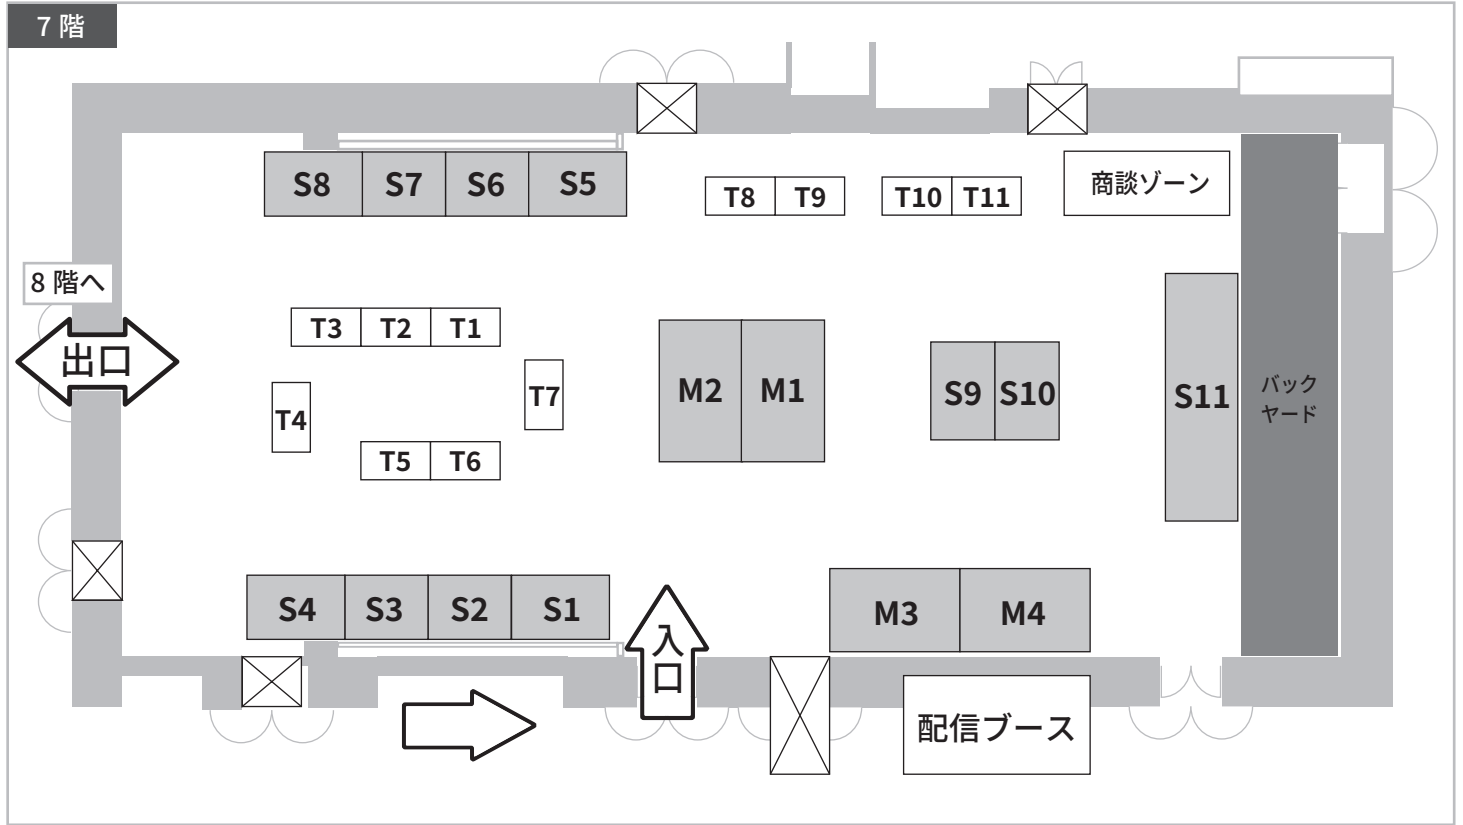 7 階
S8 S7 S6 S5
T8 T9 T10 T11
商談ゾーン
8 階へ
出口
T3 T2 T1
T4
T7
T5 T6
M2 M1
S9 S10
S11
バック
ヤード
S4 S3 S2 S1
入
口
M3 M4
配信ブース